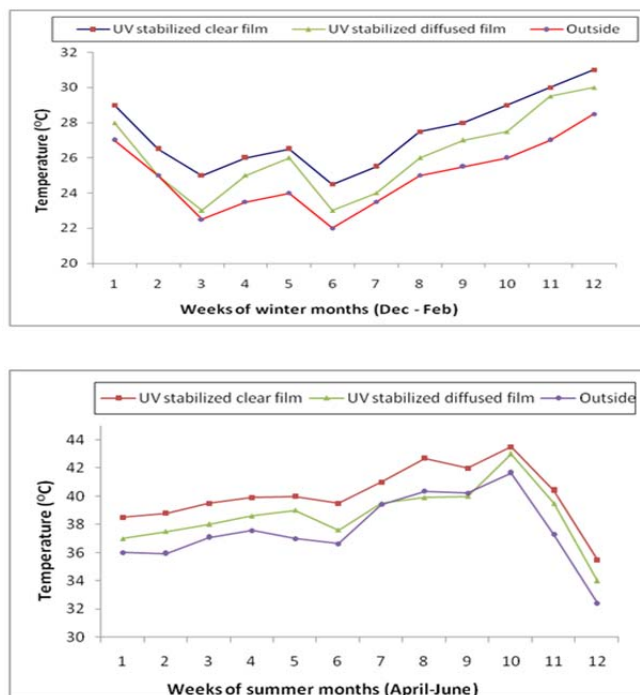 UV stabilized clear film UV stabilized diffused film Outside
32
30
28
26
24
22
20
Temperature (⁰C)
1 2 3 4 5 6 7 8 9 10 11 12
Weeks of winter months (Dec - Feb)
UV stabilized clear film UV stabilized diffused film Outside
44
42
40
38
36
34
32
30
Temperature (⁰C)
1 2 3 4 5 6 7 8 9 10 11 12
Weeks of summer months (April-June)